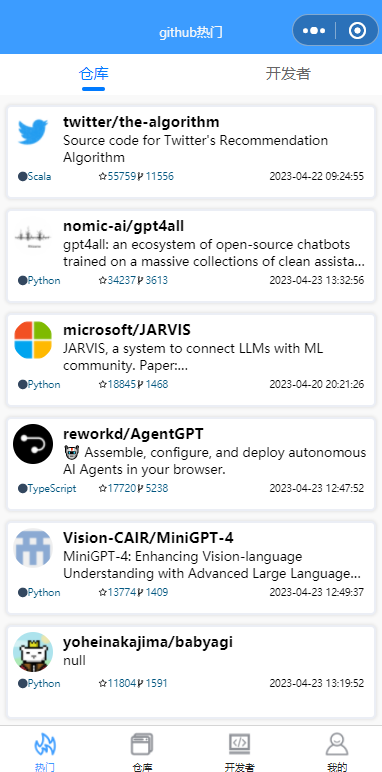 github热门
仓库 开发者
twitter/the-algorithm
Source code for Twitter's Recommendation
Algorithm
Scala 55759 11556 2023-04-22 09:24:55
nomic-ai/gpt4all
gpt4all: an ecosystem of open-source chatbots
trained on a massive collections of clean assista...
Python 34237 3613 2023-04-23 13:32:56
microsoft/JARVIS
JARVIS, a system to connect LLMs with ML
community. Paper:...
Python 18845 1468 2023-04-20 20:21:26
reworkd/AgentGPT
🤖 Assemble, configure, and deploy autonomous
AI Agents in your browser.
TypeScript 17720 5238 2023-04-23 12:47:52
Vision-CAIR/MiniGPT-4
MiniGPT-4: Enhancing Vision-language
Understanding with Advanced Large Language...
Python 13774 1409 2023-04-23 12:49:37
yoheinakajima/babyagi
null
Python 11804 1591 2023-04-23 13:19:52
热门 仓库 开发者 我的